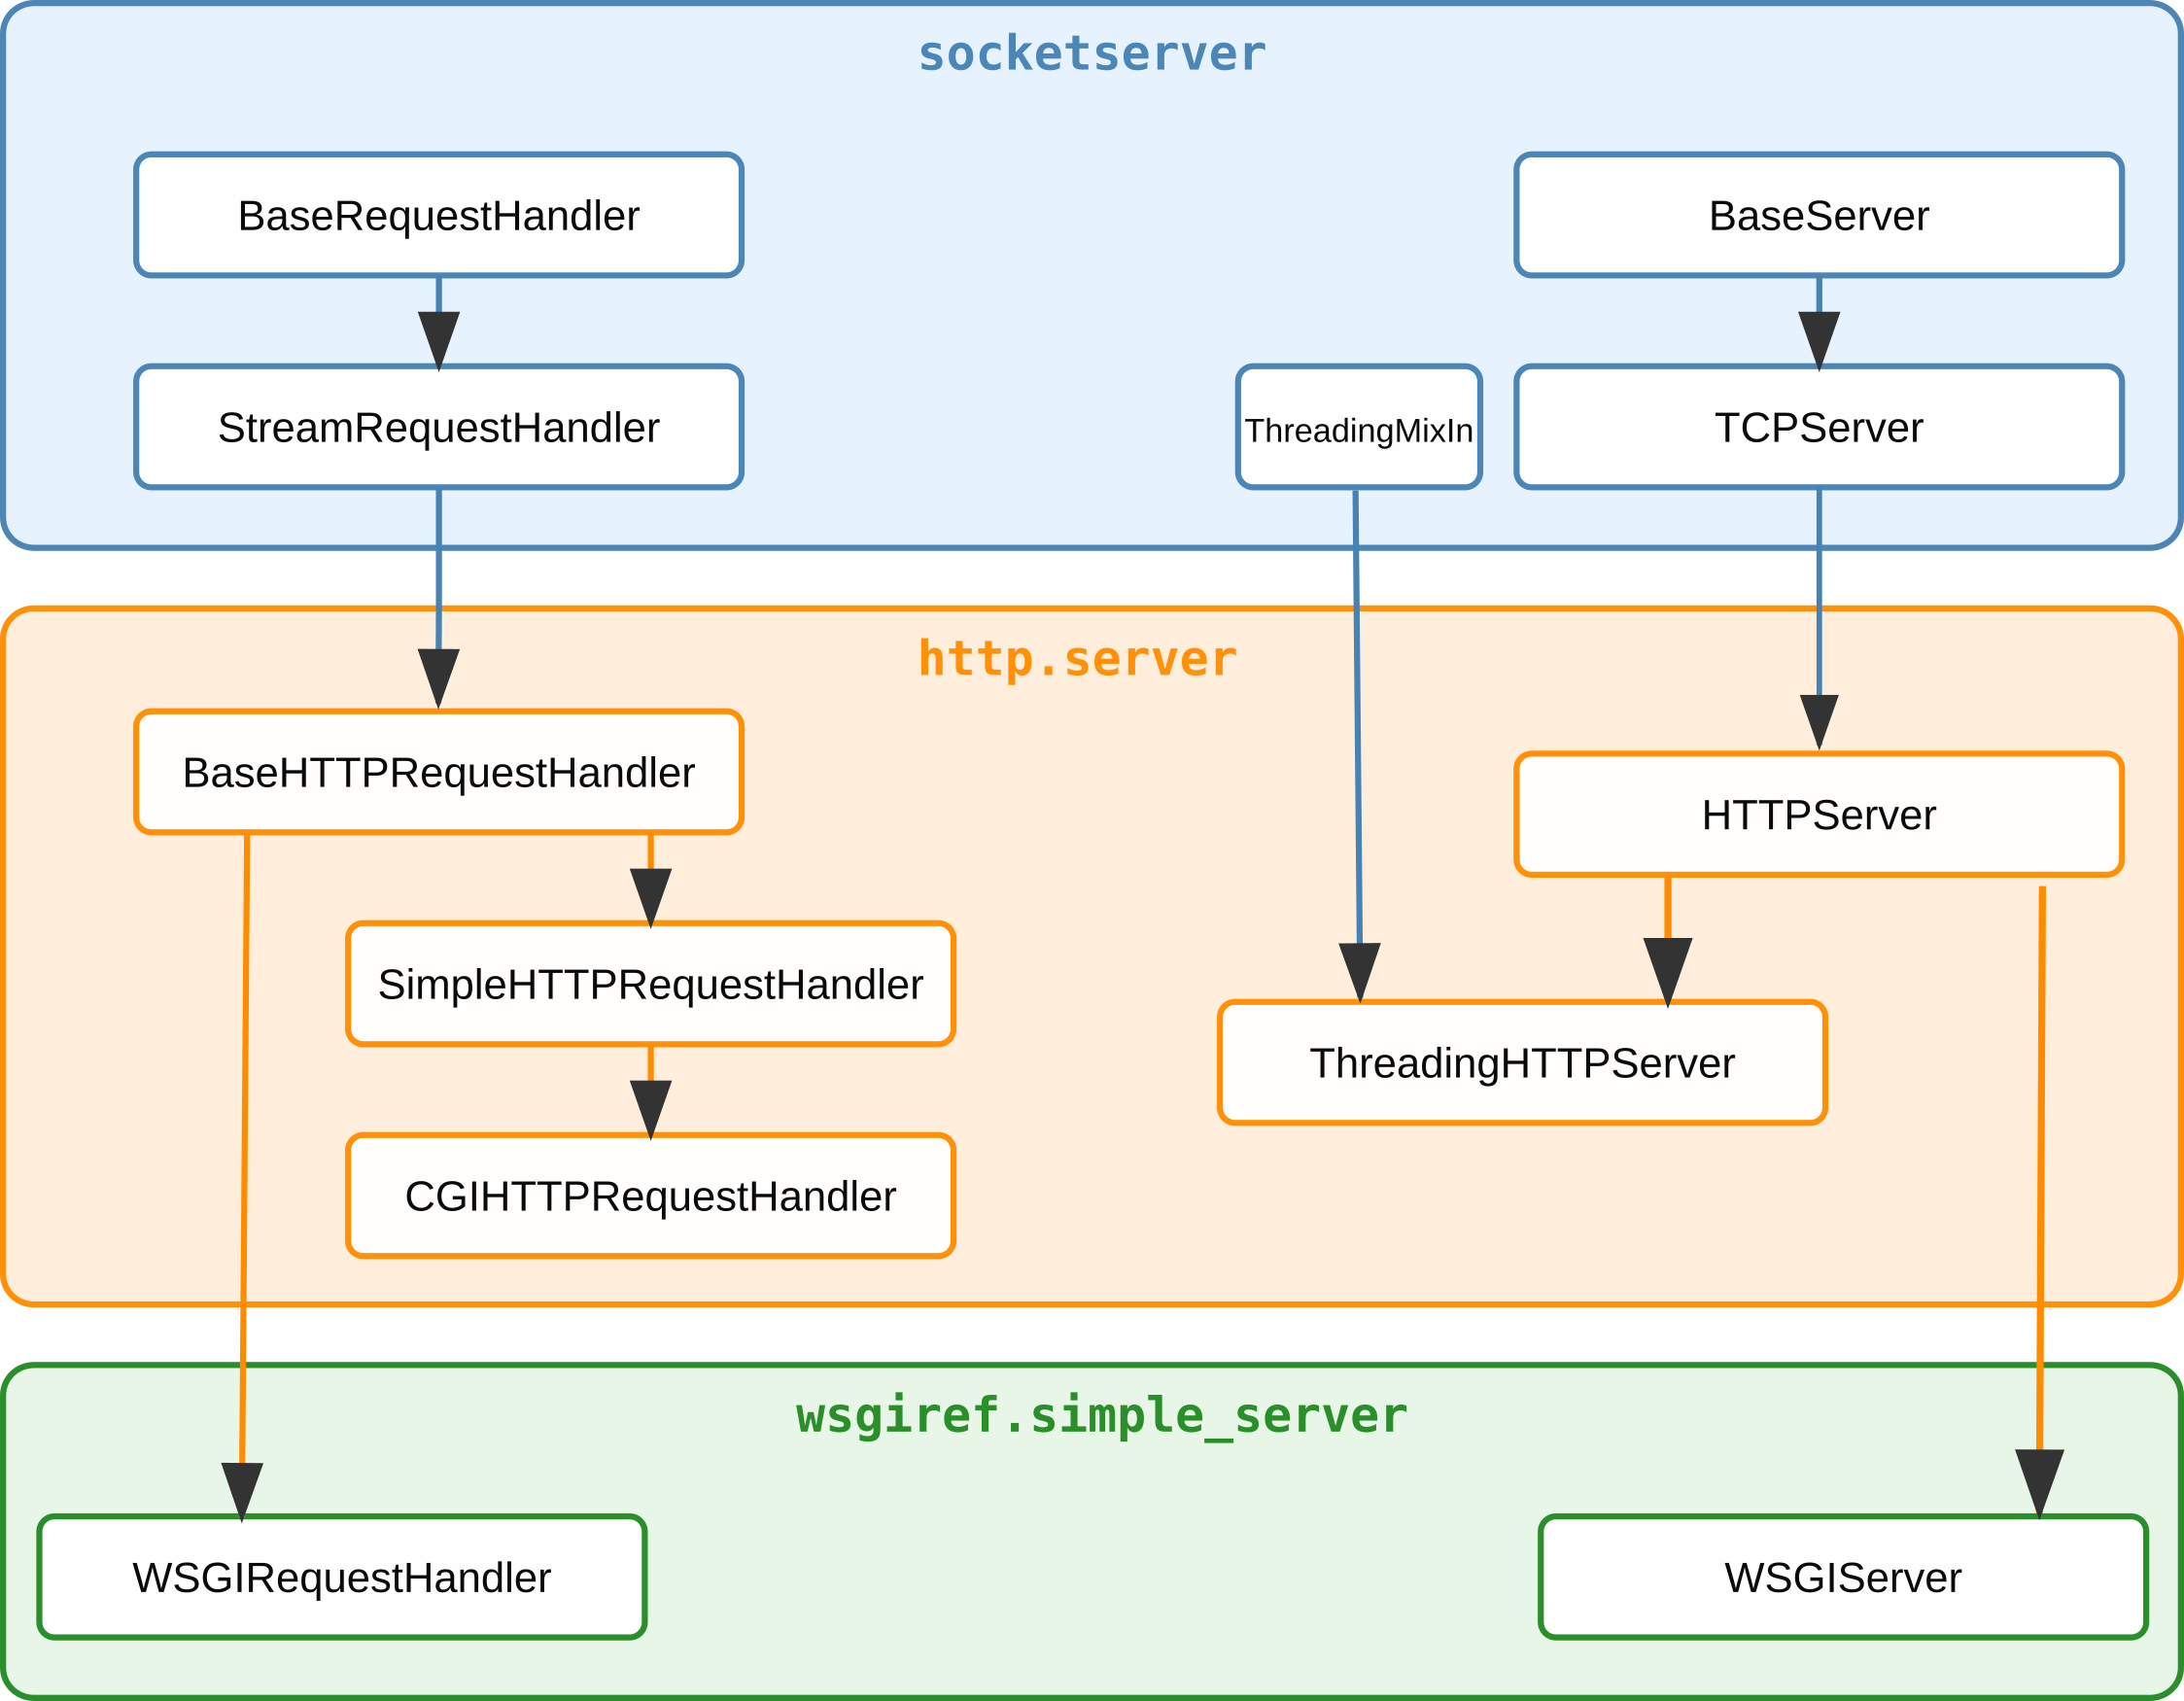 socketserver
BaseRequestHandler
BaseServer
StreamRequestHandler
ThreadingMixIn
TCPServer
http.server
BaseHTTPRequestHandler
HTTPServer
SimpleHTTPRequestHandler
ThreadingHTTPServer
CGIHTTPRequestHandler
wsgiref.simple_server
WSGIRequestHandler
WSGIServer